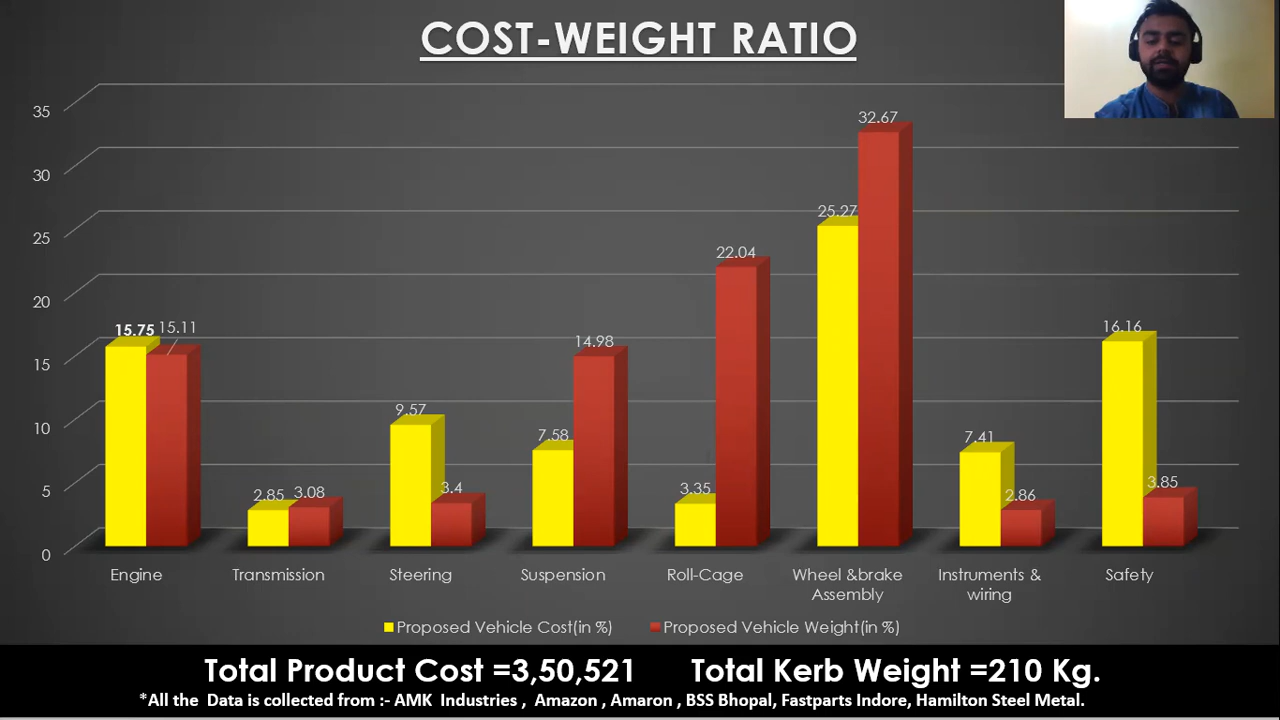 COST-WEIGHT RATIO
35
30
25
20
15
10
5
0
15.75 15.11
2.85 3.08
9.57 3.4
7.58 14.98
3.35 22.04
25.27 32.67
7.41 2.86
16.16 3.85
Engine
Transmission
Steering
Suspension
Roll-Cage
Wheel &brake
Assembly
Instruments &
wiring
Safety
Proposed Vehicle Cost(in %) Proposed Vehicle Weight(in %)
Total Product Cost =3,50,521 Total Kerb Weight =210 Kg.
*All the Data is collected from :- AMK Industries , Amazon , Amaron , BSS Bhopal, Fastparts Indore, Hamilton Steel Metal.